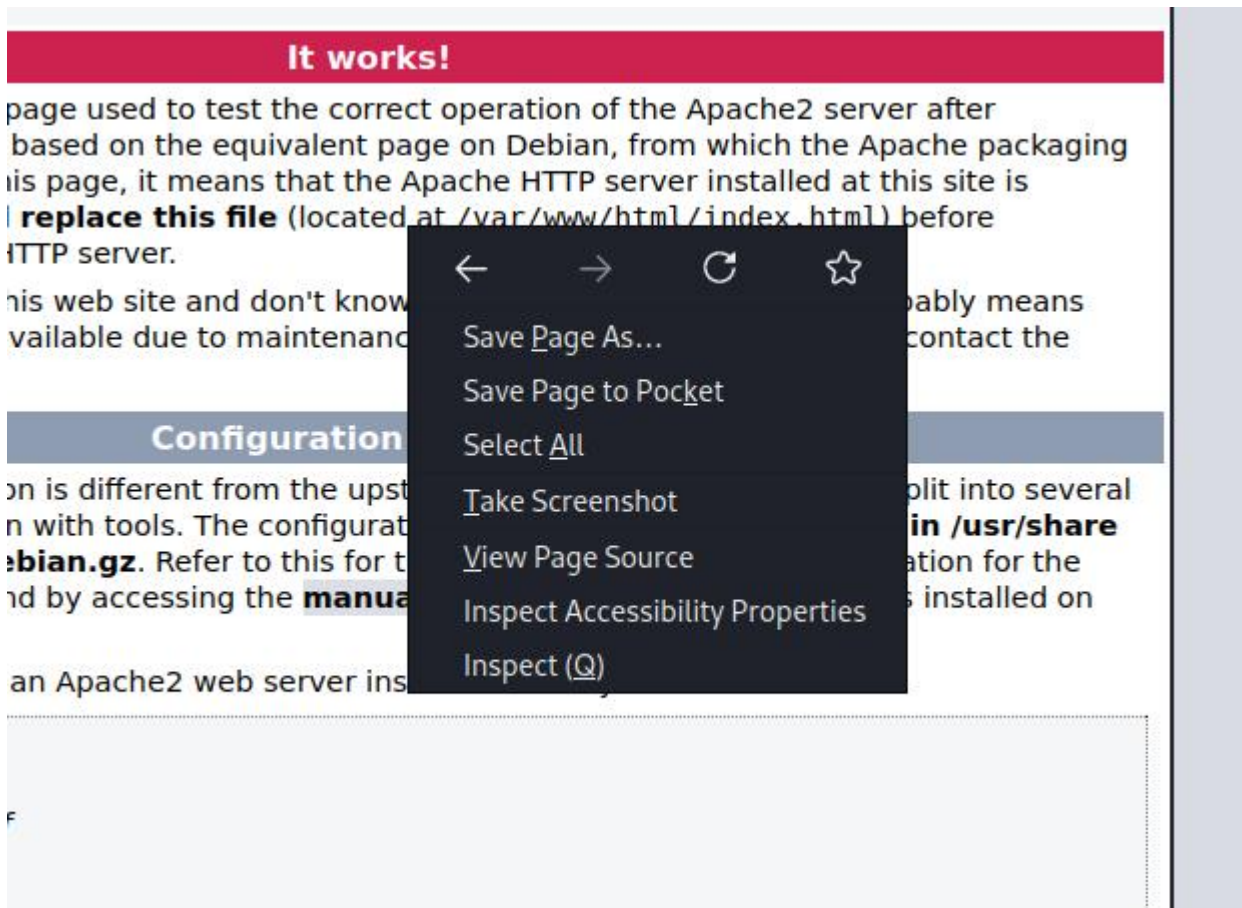 It works!
page used to test the correct operation of the Apache2 server after
based on the equivalent page on Debian, from which the Apache packaging
his page, it means that the Apache HTTP server installed at this site is
replace this file (located at /var/www/html/index.html) before
HTTP server.
his web site and don't know
bably means
vailable due to maintenanc
contact the
Save Page As...
Save Page to Pocket
Select All
Take Screenshot
View Page Source
Inspect Accessibility Properties
Inspect (Q)
Configuration
on is different from the upst
plit into several
n with tools. The configurat
in /usr/share
ebian.gz. Refer to this for t
ation for the
nd by accessing the manua
s installed on
an Apache2 web server ins
f